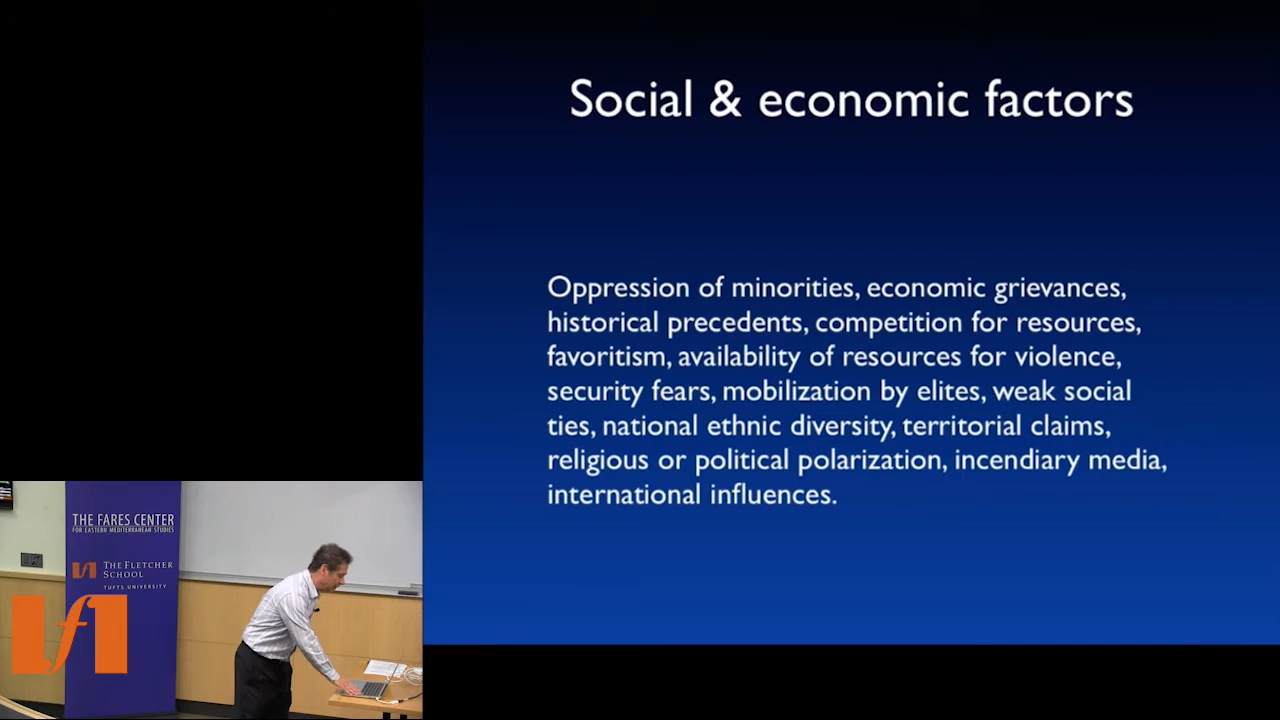 Social & economic factors
Oppression of minorities, economic grievances,
historical precedents, competition for resources,
favoritism, availability of resources for violence,
security fears, mobilization by elites, weak social
ties, national ethnic diversity, territorial claims,
religious or political polarization, incendiary media,
international influences.
THE FARES CENTER
FOR EASTERN MEDITERRANEAN STUDIES
THE FLETCHER
SCHOOL
TUFTS UNIVERSITY